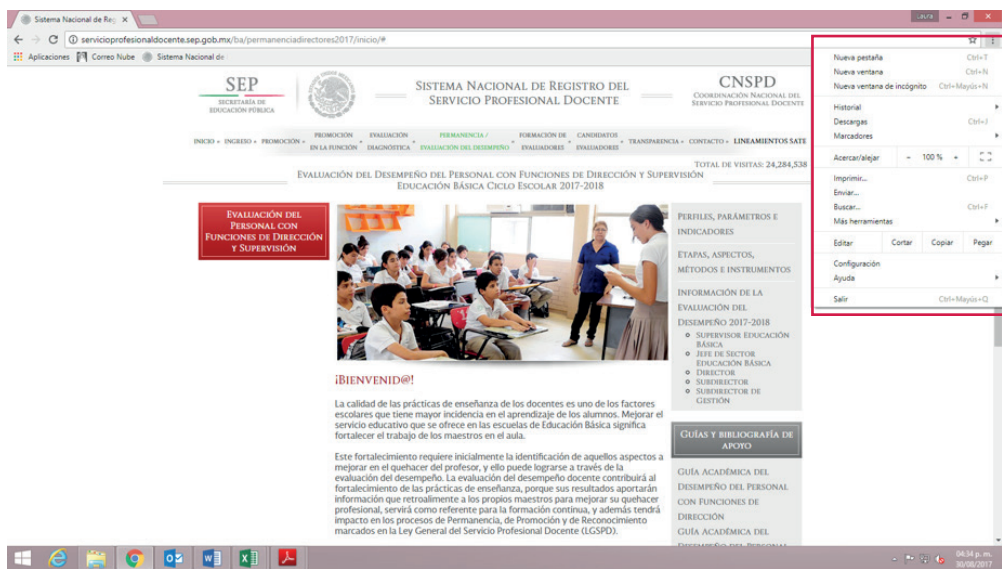 Sistema Nacional de Reg
Laura
servicioprofesionaldocente.sep.gob.mx/ba/permanenciadirectores2017/inicio/#
Aplicaciones Correo Nube Sistema Nacional de
SEP
SECRETARÍA DE
EDUCACIÓN PÚBLICA
SISTEMA NACIONAL DE REGISTRO DEL
SERVICIO PROFESIONAL DOCENTE
CNSPD
COORDINACIÓN NACIONAL DEL
SERVICIO PROFESIONAL DOCENTE
INICIO INGRESO PROMOCIÓN PROMOCIÓN EN LA FUNCIÓN EVALUACIÓN DIAGNÓSTICA PERMANENCIA / EVALUACIÓN DEL DESEMPEÑO FORMACIÓN DE EVALUADORES CANDIDATOS EVALUADORES TRANSPARENCIA CONTACTO LINEAMIENTOS SATE
TOTAL DE VISITAS: 24,284,538
EVALUACIÓN DEL DESEMPEÑO DEL PERSONAL CON FUNCIONES DE DIRECCIÓN Y SUPERVISIÓN
EDUCACIÓN BÁSICA CICLO ESCOLAR 2017-2018
EVALUACIÓN DEL
PERSONAL CON
FUNCIONES DE DIRECCIÓN
Y SUPERVISIÓN
¡BIENVENID@!
La calidad de las prácticas de enseñanza de los docentes es uno de los factores
escolares que tiene mayor incidencia en el aprendizaje de los alumnos. Mejorar el
servicio educativo que se ofrece en las escuelas de Educación Básica significa
fortalecer el trabajo de los maestros en el aula.
Este fortalecimiento requiere inicialmente la identificación de aquellos aspectos a
mejorar en el quehacer del profesor, y ello puede lograrse a través de la
evaluación del desempeño. La evaluación del desempeño docente contribuirá al
fortalecimiento de las prácticas de enseñanza, porque sus resultados aportarán
información que retroalimente a los propios maestros para mejorar su quehacer
profesional, servirá como referente para la formación continua, y además tendrá
impacto en los procesos de Permanencia, de Promoción y de Reconocimiento
marcados en la Ley General del Servicio Profesional Docente (LGSPD).
PERFILES, PARÁMETROS E
INDICADORES
ETAPAS, ASPECTOS,
MÉTODOS E INSTRUMENTOS
INFORMACIÓN DE LA
EVALUACIÓN DEL
DESEMPEÑO 2017-2018
SUPERVISOR EDUCACIÓN
BÁSICA
JEFE DE SECTOR
EDUCACIÓN BÁSICA
DIRECTOR
SUBDIRECTOR
SUBDIRECTOR DE
GESTIÓN
GUÍAS Y BIBLIOGRAFÍA DE
APOYO
GUÍA ACADÉMICA DEL
DESEMPEÑO DEL PERSONAL
CON FUNCIONES DE
DIRECCIÓN
GUÍA ACADÉMICA DEL
DESEMPEÑO DEL PERSONAL
Nueva pestaña Ctrl+T
Nueva ventana Ctrl+N
Nueva ventana de incógnito Ctrl+Mayús+N
Historial
Descargas Ctrl+J
Marcadores
Acercar/alejar - 100 % +
Imprimir... Ctrl+P
Enviar...
Buscar... Ctrl+F
Más herramientas
Editar Cortar Copiar Pegar
Configuración
Ayuda
Salir Ctrl+Mayús+Q
04:34 p. m.
30/08/2017